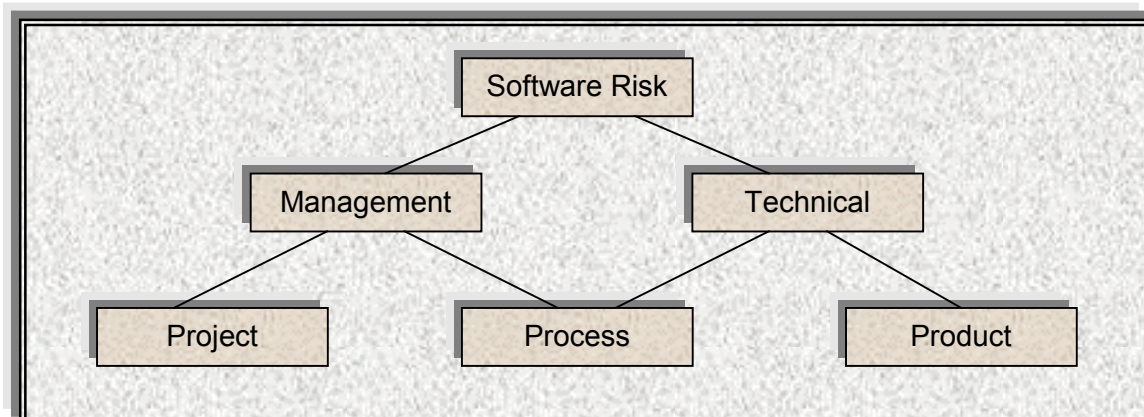 Software Risk
Management
Technical
Project
Process
Product